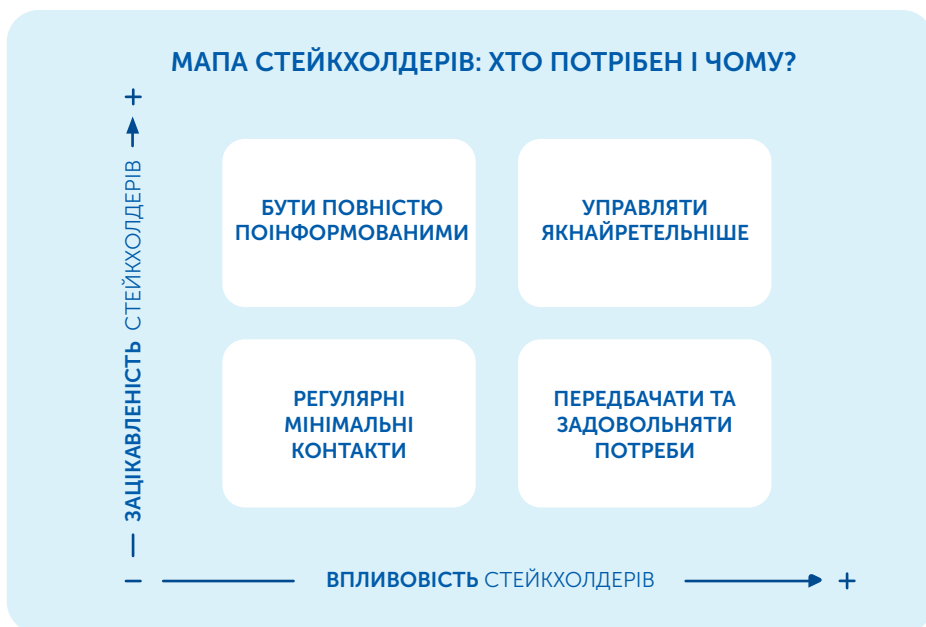 МАПА СТЕЙКХОЛДЕРІВ: ХТО ПОТРІБЕН І ЧОМУ?
+
ЗАЦІКАВЛЕНІСТЬ СТЕЙКХОЛДЕРІВ
БУТИ ПОВНІСТЮ
ПОІНФОРМОВАНИМИ
УПРАВЛЯТИ
ЯКНАЙРЕТЕЛЬНІШЕ
РЕГУЛЯРНІ
МІНІМАЛЬНІ
КОНТАКТИ
ПЕРЕДБАЧАТИ ТА
ЗАДОВОЛЬНЯТИ
ПОТРЕБИ
–
ВПЛИВОВІСТЬ СТЕЙКХОЛДЕРІВ
+